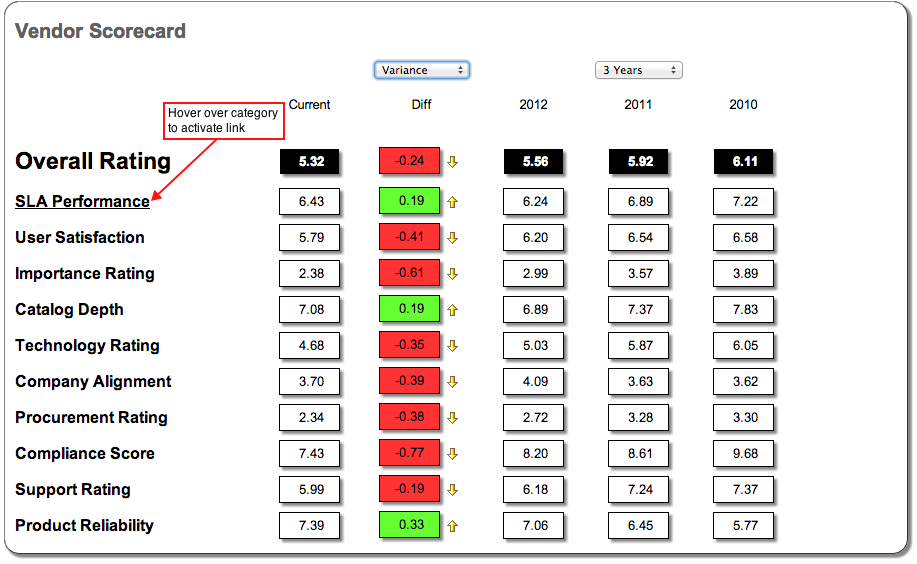 Vendor Scorecard
Variance 3 Years
Current Diff 2012 2011 2010
Hover over category
to activate link
Overall Rating 5.32 -0.24 5.56 5.92 6.11
SLA Performance 6.43 0.19 6.24 6.89 7.22
User Satisfaction 5.79 -0.41 6.20 6.54 6.58
Importance Rating 2.38 -0.61 2.99 3.57 3.89
Catalog Depth 7.08 0.19 6.89 7.37 7.83
Technology Rating 4.68 -0.35 5.03 5.87 6.05
Company Alignment 3.70 -0.39 4.09 3.63 3.62
Procurement Rating 2.34 -0.38 2.72 3.28 3.30
Compliance Score 7.43 -0.77 8.20 8.61 9.68
Support Rating 5.99 -0.19 6.18 7.24 7.37
Product Reliability 7.39 0.33 7.06 6.45 5.77